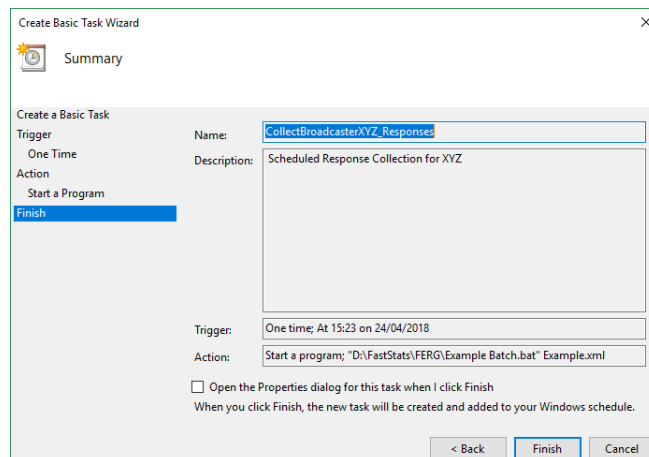 Create Basic Task Wizard
Summary
Create a Basic Task
Trigger
One Time
Action
Start a Program
Finish
Name: CollectBroadcasterXYZ_Responses
Description: Scheduled Response Collection for XYZ
Trigger: One time; At 15:23 on 24/04/2018
Action: Start a program; "D:\FastStats\FERG\Example Batch.bat" Example.xml
Open the Properties dialog for this task when I click Finish
When you click Finish, the new task will be created and added to your Windows schedule.
< Back Finish Cancel